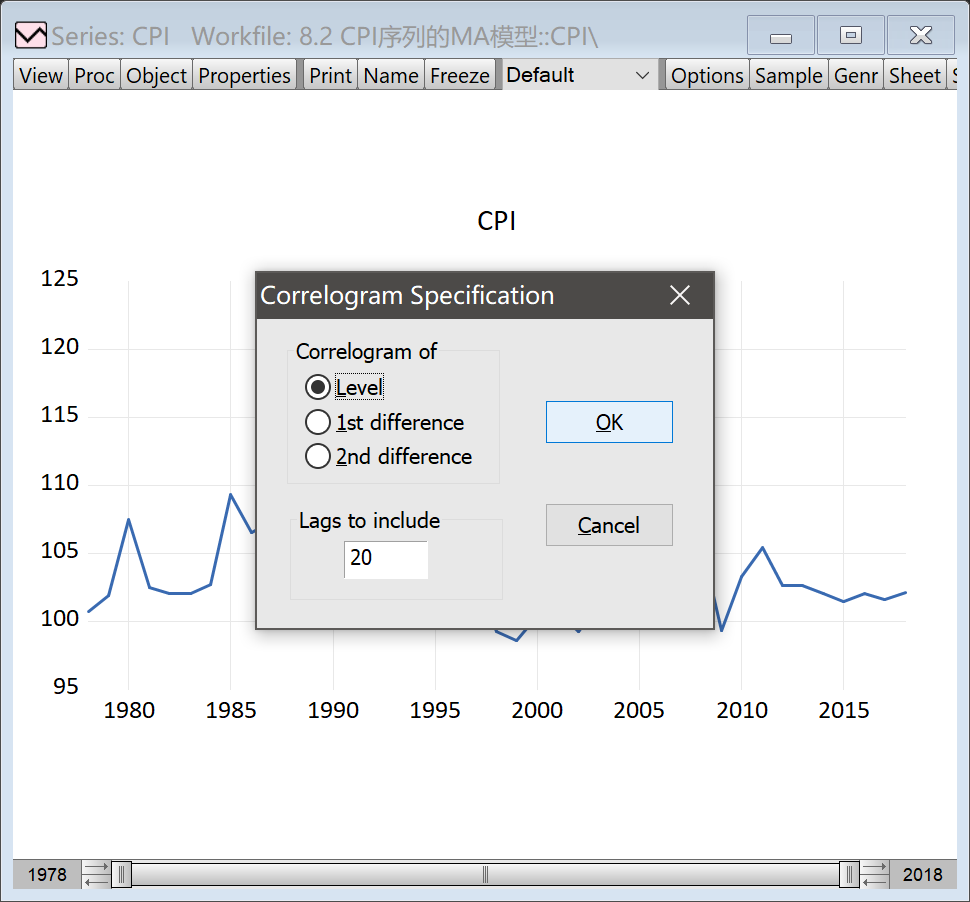 Series: CPI Workfile: 8.2 CPI序列的MA模型::CPI\
View Proc Object Properties Print Name Freeze Default Options Sample Genr Sheet
CPI
125
120
115
110
105
100
95
Correlogram Specification
Correlogram of
Level
1st difference
2nd difference
OK
Lags to include
20
Cancel
1980 1985 1990 1995 2000 2005 2010 2015
1978 2018